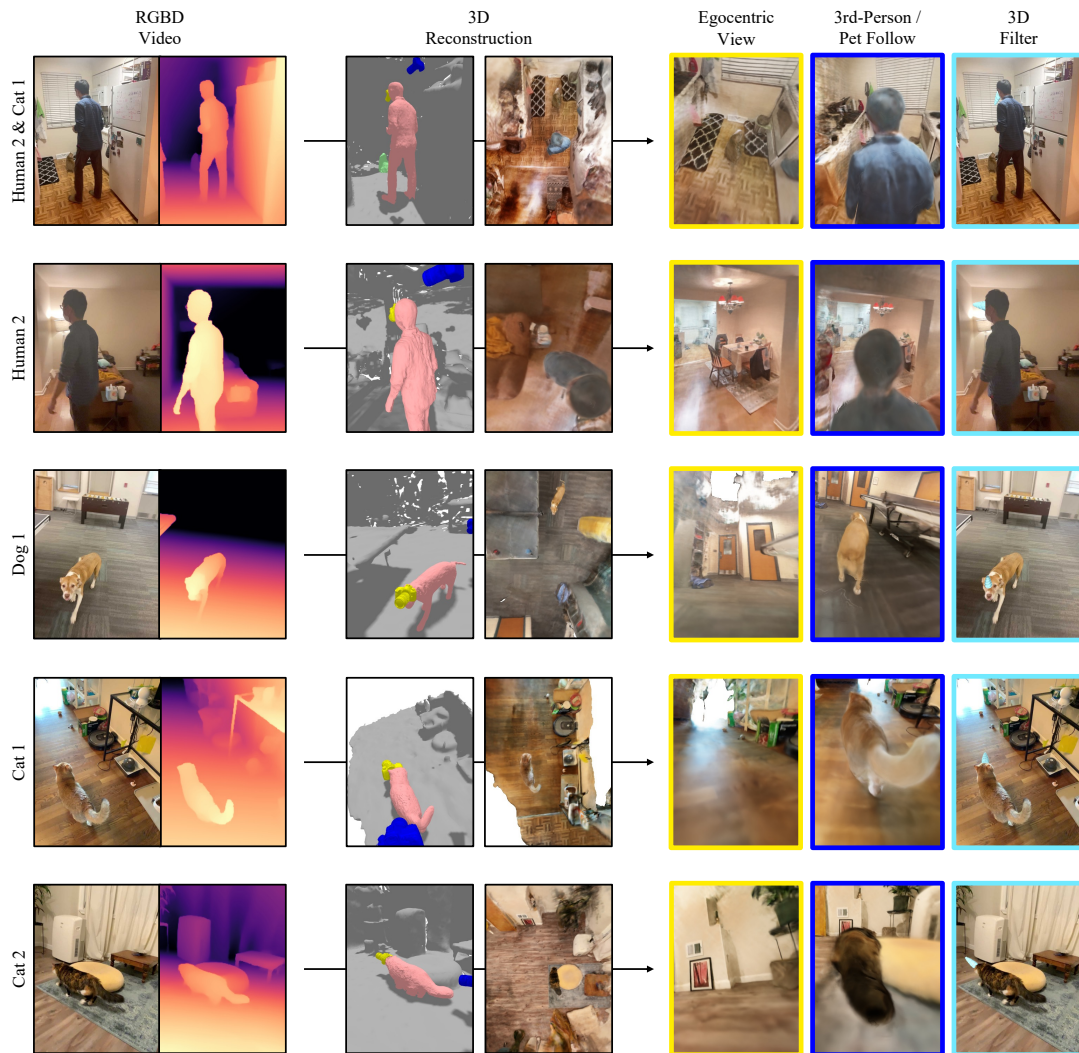 RGBD
Video
3D
Reconstruction
Egocentric
View
3rd-Person /
Pet Follow
3D
Filter
Human 2 & Cat 1
Human 2
Dog 1
Cat 1
Cat 2